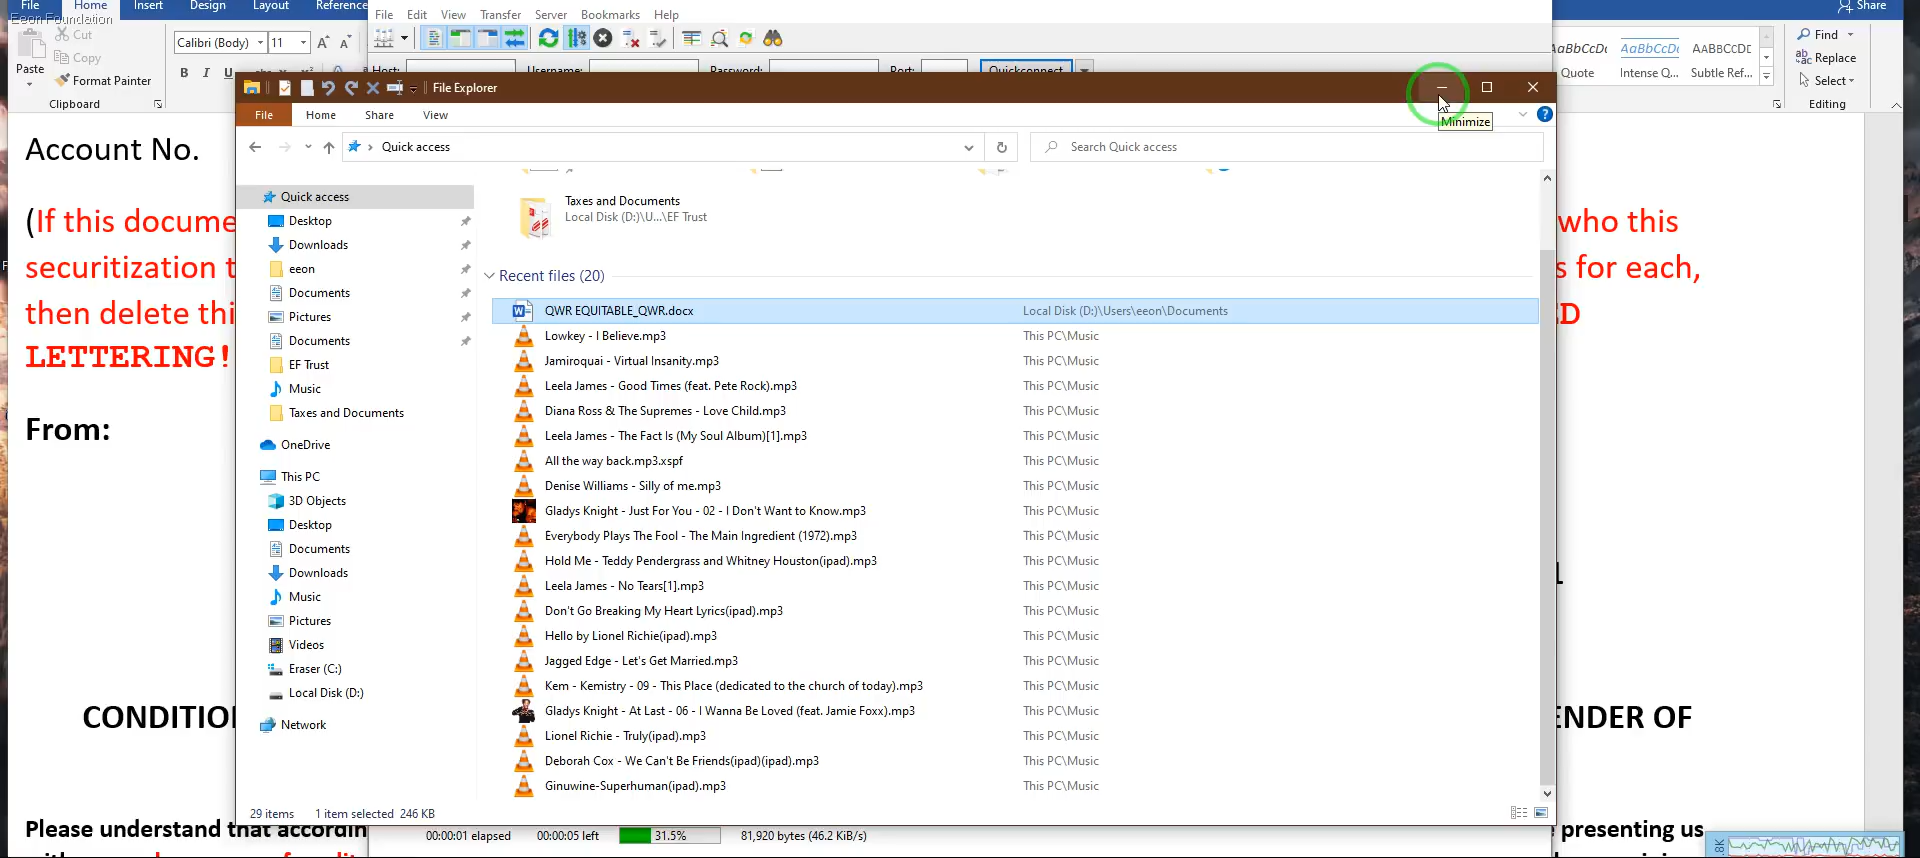 File Home Insert Design Layout Reference
Eeon Foundation
Cut
Copy
Paste Format Painter
Clipboard
Calibri (Body) 11
B I U
File Edit View Transfer Server Bookmarks Help
Host: Username: Password: Port: Quickconnect
Share
AaBbCcDc AABBCCDE
Quote Intense Q... Subtle Ref...
Find
Replace
Select
Editing
File Explorer
Minimize
File Home Share View
Quick access
Search Quick access
Quick access
Desktop
Downloads
eeon
Documents
Pictures
Documents
EF Trust
Music
Taxes and Documents
OneDrive
This PC
3D Objects
Desktop
Documents
Downloads
Music
Pictures
Videos
Eraser (C:)
Local Disk (D:)
Network
Taxes and Documents
Local Disk (D:)\U...\EF Trust
Recent files (20)
QWR EQUITABLE_QWR.docx Local Disk (D:)\Users\eeon\Documents
Lowkey - I Believe.mp3 This PC\Music
Jamiroquai - Virtual Insanity.mp3 This PC\Music
Leela James - Good Times (feat. Pete Rock).mp3 This PC\Music
Diana Ross & The Supremes - Love Child.mp3 This PC\Music
Leela James - The Fact Is (My Soul Album)[1].mp3 This PC\Music
All the way back.mp3.xspf This PC\Music
Denise Williams - Silly of me.mp3 This PC\Music
Gladys Knight - Just For You - 02 - I Don't Want to Know.mp3 This PC\Music
Everybody Plays The Fool - The Main Ingredient (1972).mp3 This PC\Music
Hold Me - Teddy Pendergrass and Whitney Houston(ipad).mp3 This PC\Music
Leela James - No Tears[1].mp3 This PC\Music
Don't Go Breaking My Heart Lyrics(ipad).mp3 This PC\Music
Hello by Lionel Richie(ipad).mp3 This PC\Music
Jagged Edge - Let's Get Married.mp3 This PC\Music
Kem - Kemistry - 09 - This Place (dedicated to the church of today).mp3 This PC\Music
Gladys Knight - At Last - 06 - I Wanna Be Loved (feat. Jamie Foxx).mp3 This PC\Music
Lionel Richie - Truly(ipad).mp3 This PC\Music
Deborah Cox - We Can't Be Friends(ipad)(ipad).mp3 This PC\Music
Ginuwine-Superhuman(ipad).mp3 This PC\Music
29 items 1 item selected 246 KB
00:00:01 elapsed 00:00:05 left 31.5% 81,920 bytes (46.2 KiB/s)
Account No.
(If this docume who this
securitization t s for each,
then delete thi ED
LETTERING!
From:
1
CONDITION ENDER OF
Please understand that accordin presenting us